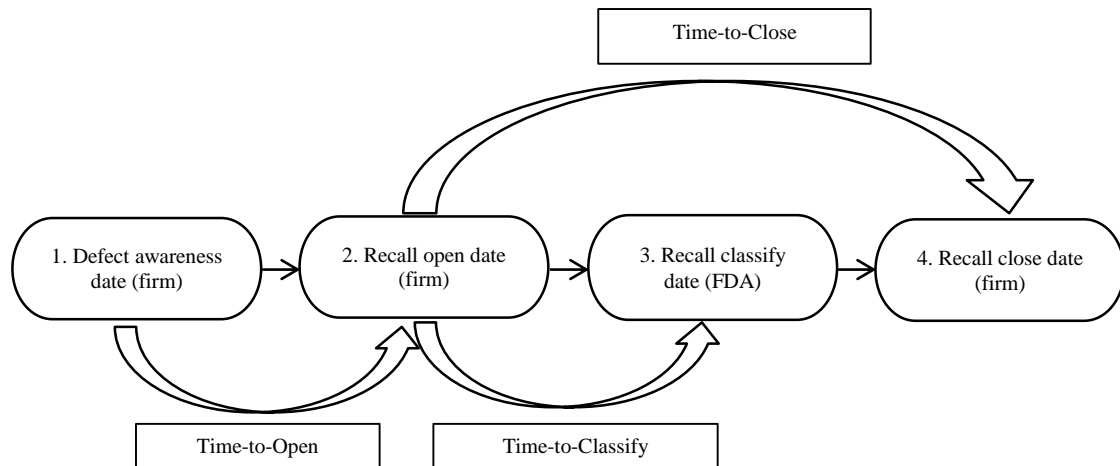 Time-to-Close
1. Defect awareness
date (firm)
2. Recall open date
(firm)
3. Recall classify
date (FDA)
4. Recall close date
(firm)
Time-to-Open
Time-to-Classify